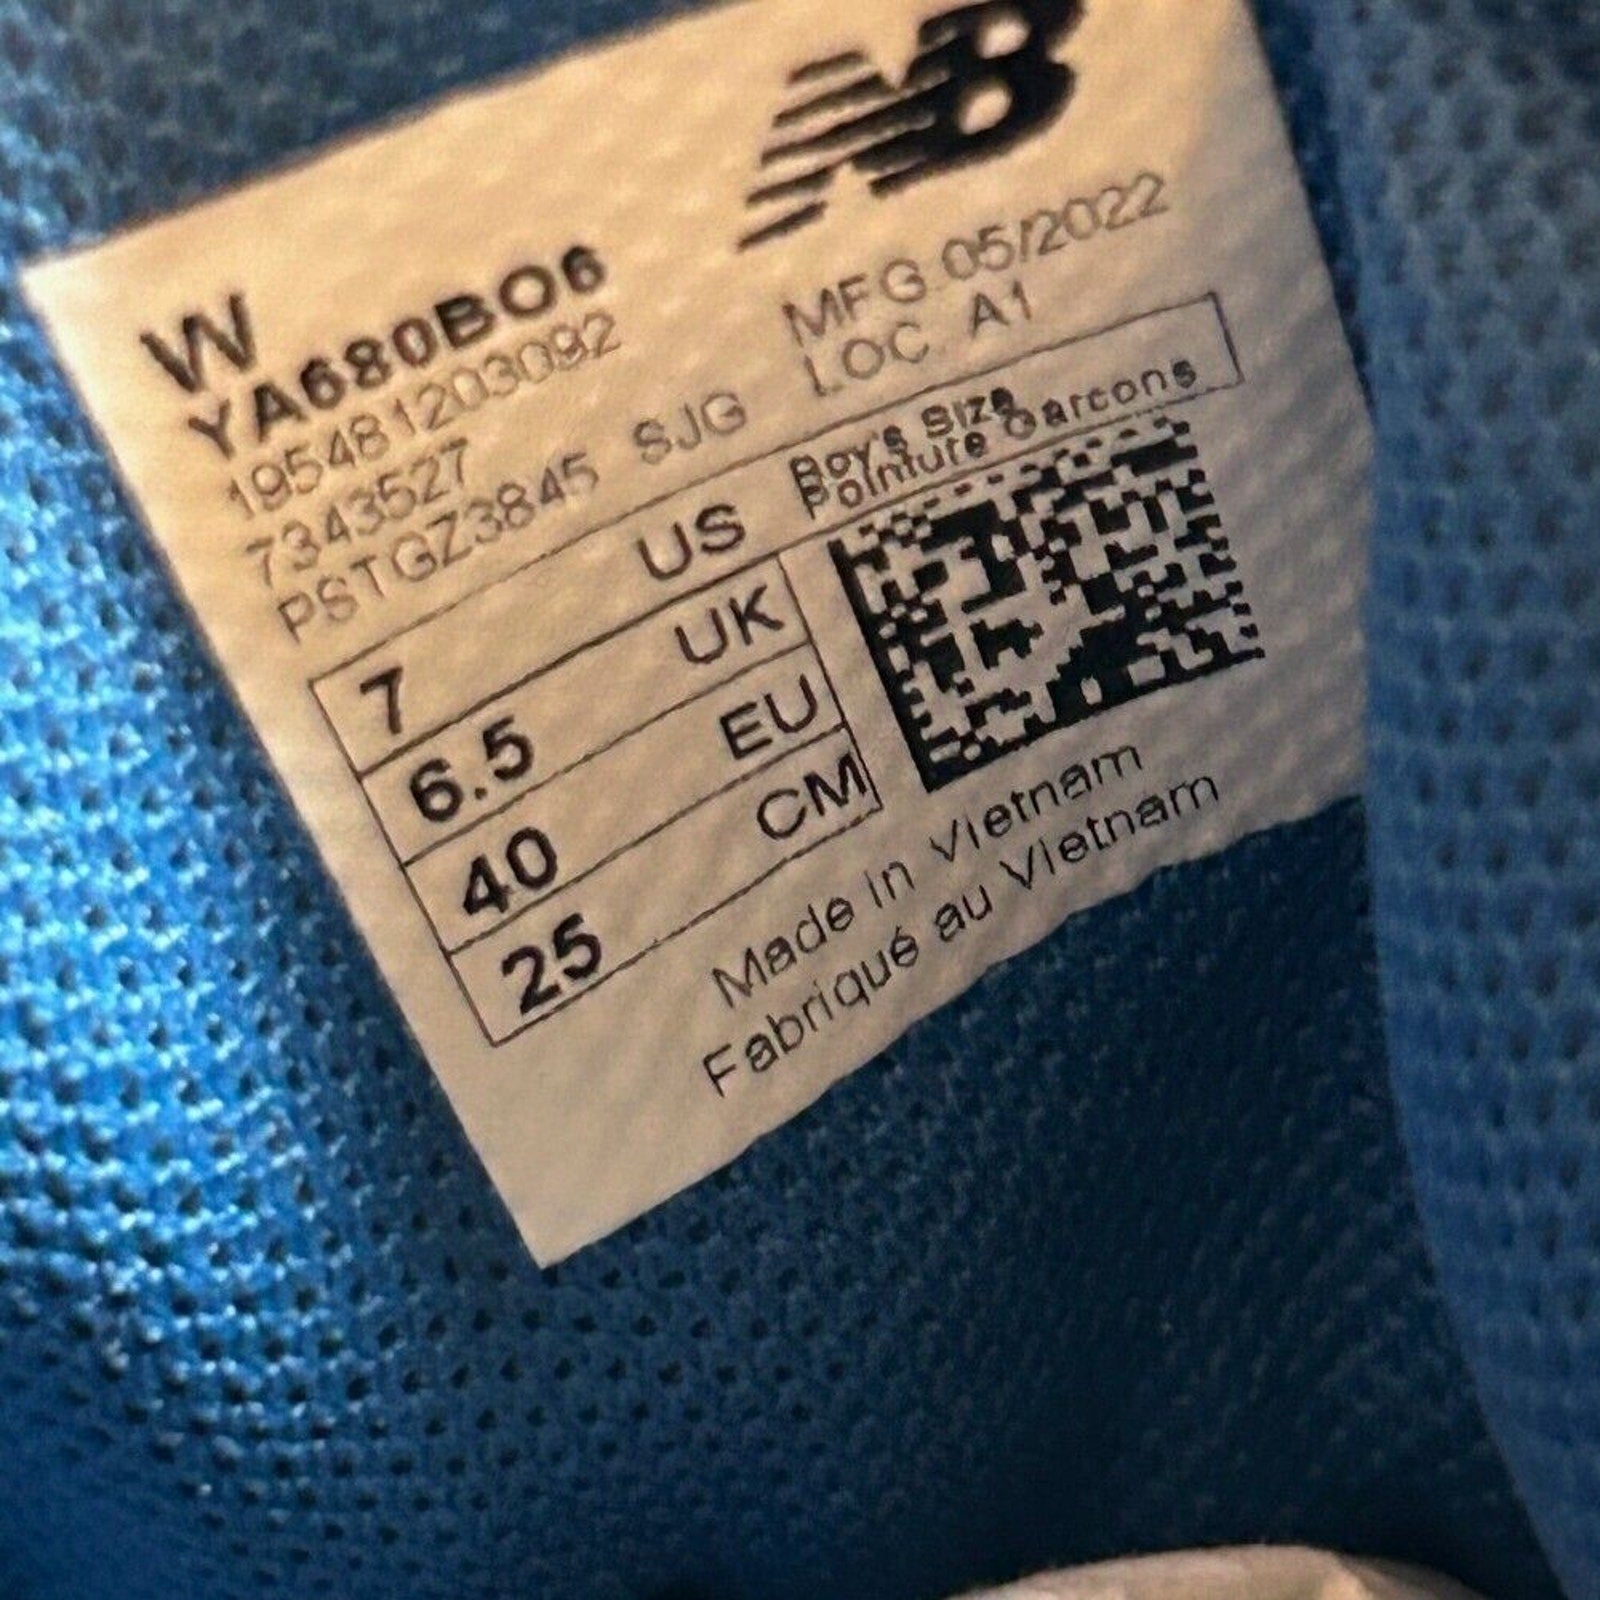 NB
W
YA680BO6
195481203092
7343527
PSTGZ3845 SJG
MFG 05/2022
LOC A1
Boy's Size
Pointure Garcons
7 US
6.5 UK
40 EU
25 CM
Made in Vietnam
Fabriqué au Vietnam